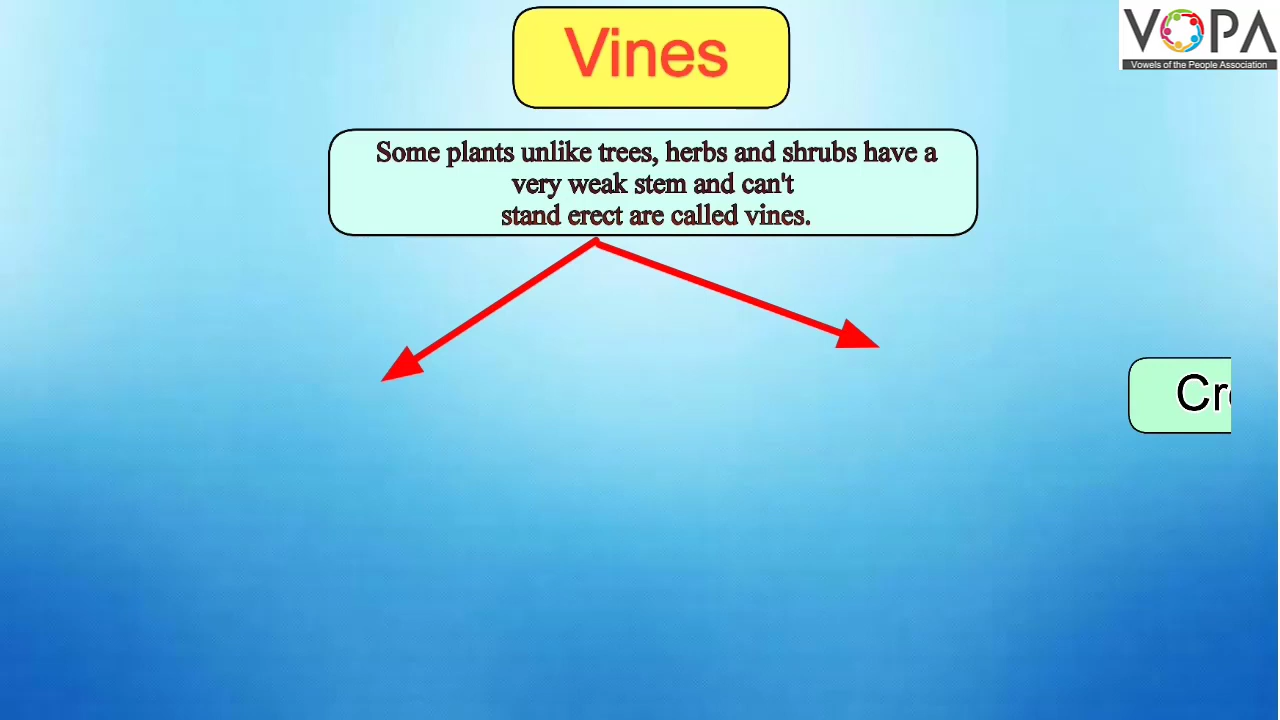 Vines
VOPA
Vowels of the People Association
Some plants unlike trees, herbs and shrubs have a
very weak stem and can't
stand erect are called vines.